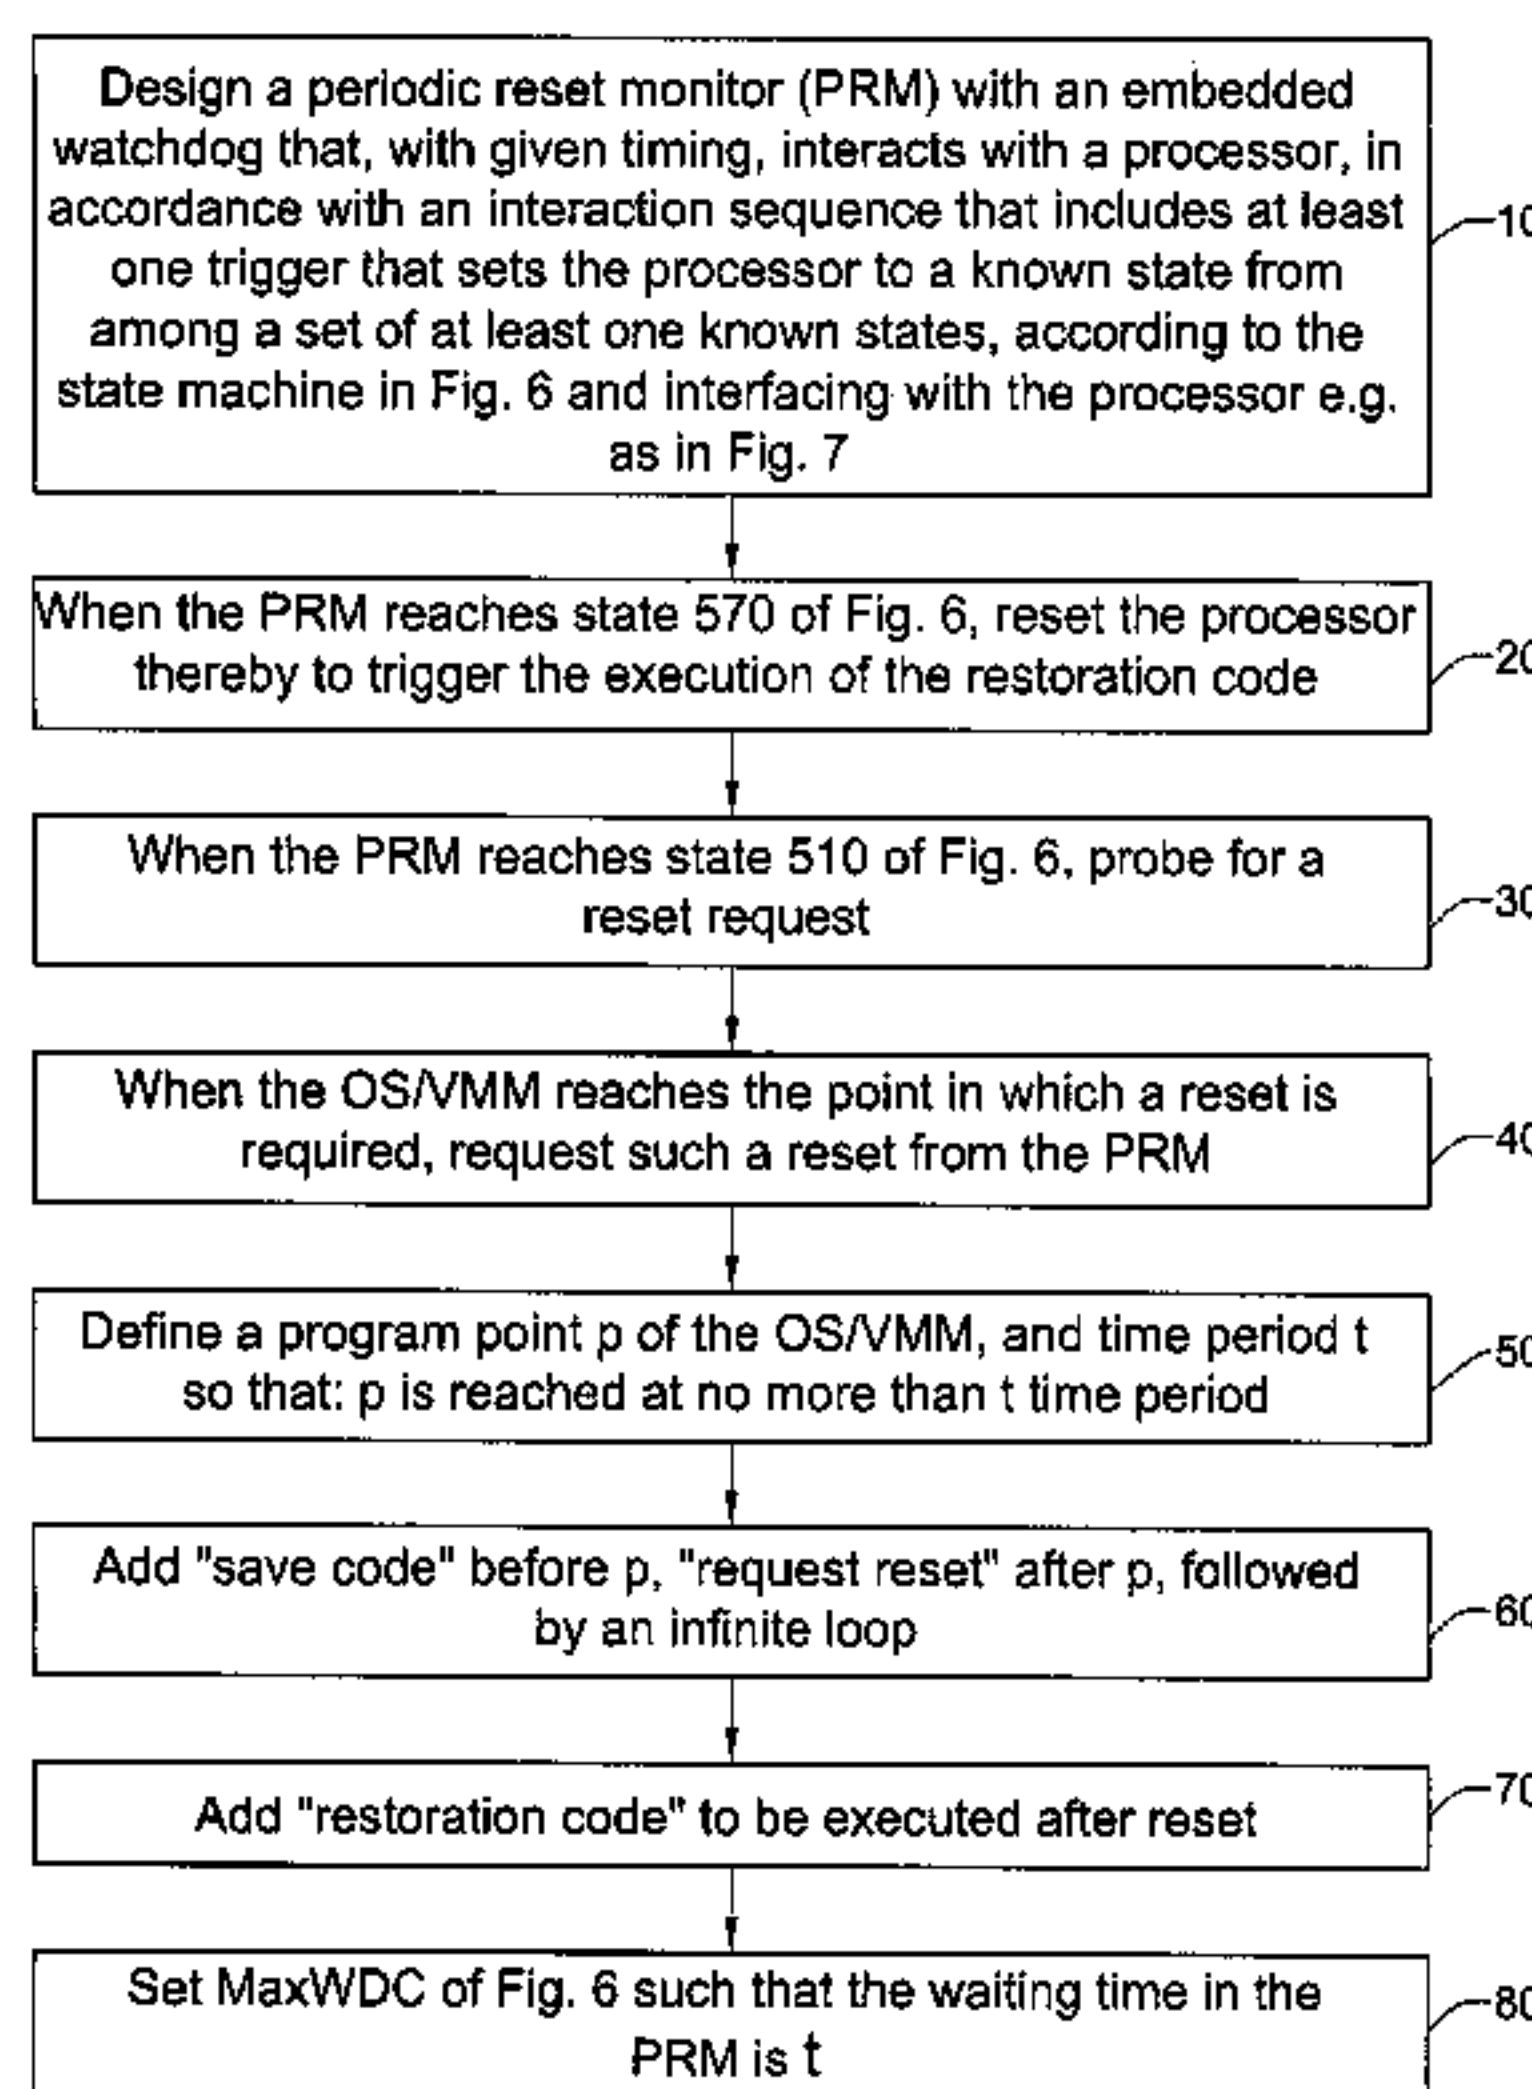 Design a periodic reset monitor (PRM) with an embedded
watchdog that, with given timing, interacts with a processor, in
accordance with an interaction sequence that includes at least
one trigger that sets the processor to a known state from
among a set of at least one known states, according to the
state machine in Fig. 6 and interfacing with the processor e.g.
as in Fig. 7
10
When the PRM reaches state 570 of Fig. 6, reset the processor
thereby to trigger the execution of the restoration code
20
When the PRM reaches state 510 of Fig. 6, probe for a
reset request
30
When the OS/VMM reaches the point in which a reset is
required, request such a reset from the PRM
40
Define a program point p of the OS/VMM, and time period t
so that: p is reached at no more than t time period
50
Add "save code" before p, "request reset" after p, followed
by an infinite loop
60
Add "restoration code" to be executed after reset
70
Set MaxWDC of Fig. 6 such that the waiting time in the
PRM is t
80